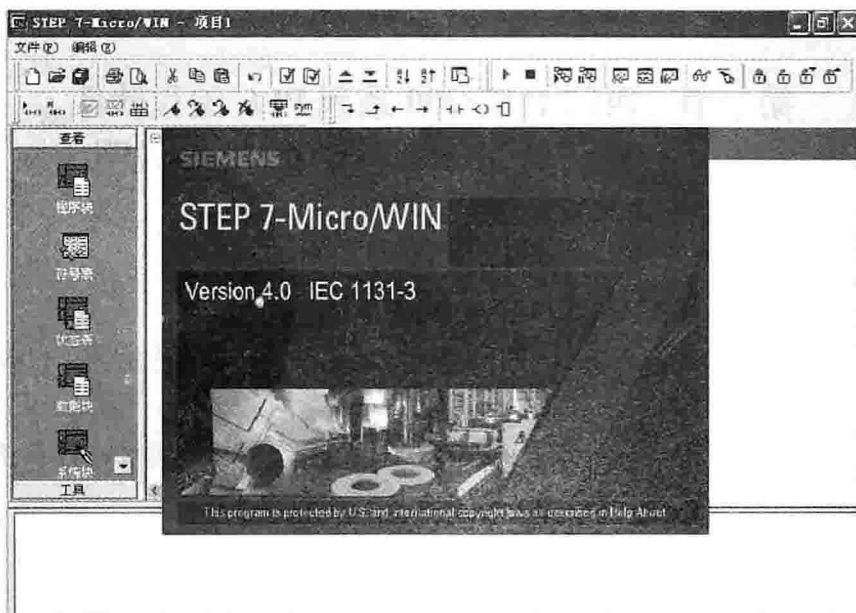 STEP 7-Micro/WIN - 项目1
文件(F) 编辑(E)
查看
程序块
符号表
状态表
数据块
系统块
工具
SIEMENS
STEP 7-Micro/WIN
Version 4.0 IEC 1131-3
This program is protected by U.S. and international copyright laws as described in Help About